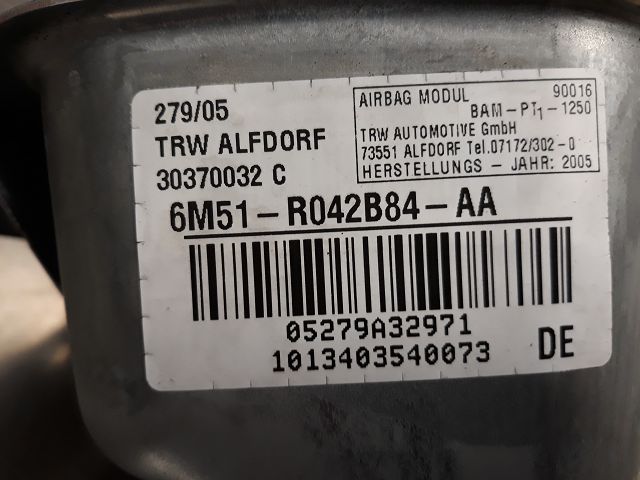 279/05
TRW ALFDORF
30370032 C
AIRBAG MODUL 90016
BAM-PT1-1250
TRW AUTOMOTIVE GmbH
73551 ALFDORF Tel.07172/302-0
HERSTELLUNGS - JAHR: 2005
6M51-R042B84-AA
05279A32971
1013403540073 DE